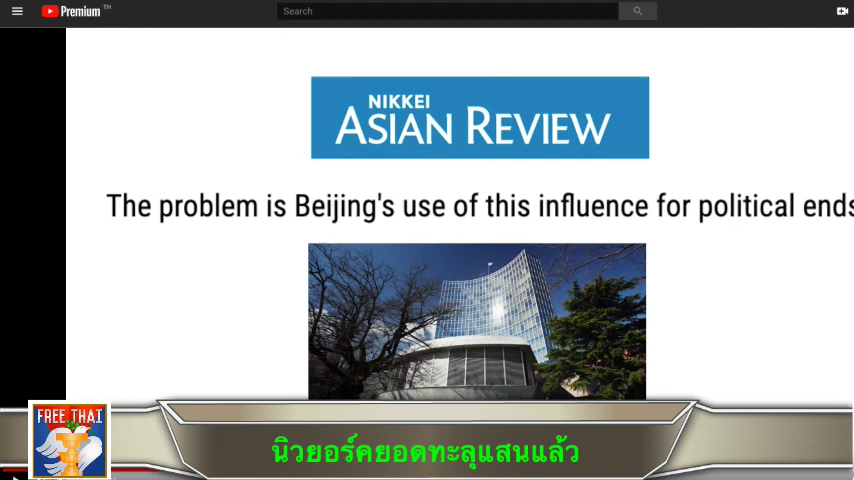 Premium TH
Search
NIKKEI
ASIAN REVIEW
The problem is Beijing's use of this influence for political ends
FREE THAI
นิวยอร์คยอดทะลุแสนแล้ว